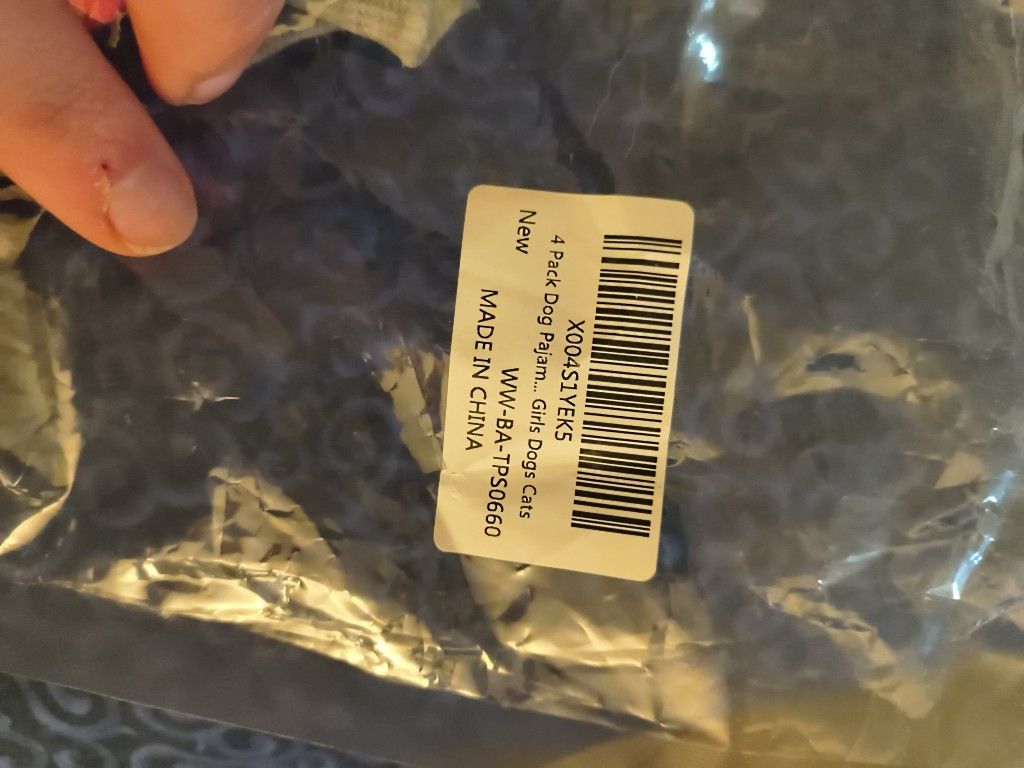 X004S1YEK5
4 Pack Dog Pajam... Girls Dogs Cats
New
WW-BA-TPS0660
MADE IN CHINA